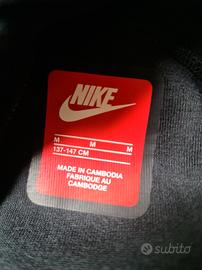 NIKE
M M M
137-147 CM
MADE IN CAMBODIA
FABRIQUE AU
CAMBODGE
subito